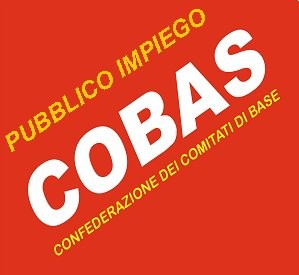 PUBBLICO IMPIEGO
COBAS
CONFEDERAZIONE DEI COMITATI DI BASE